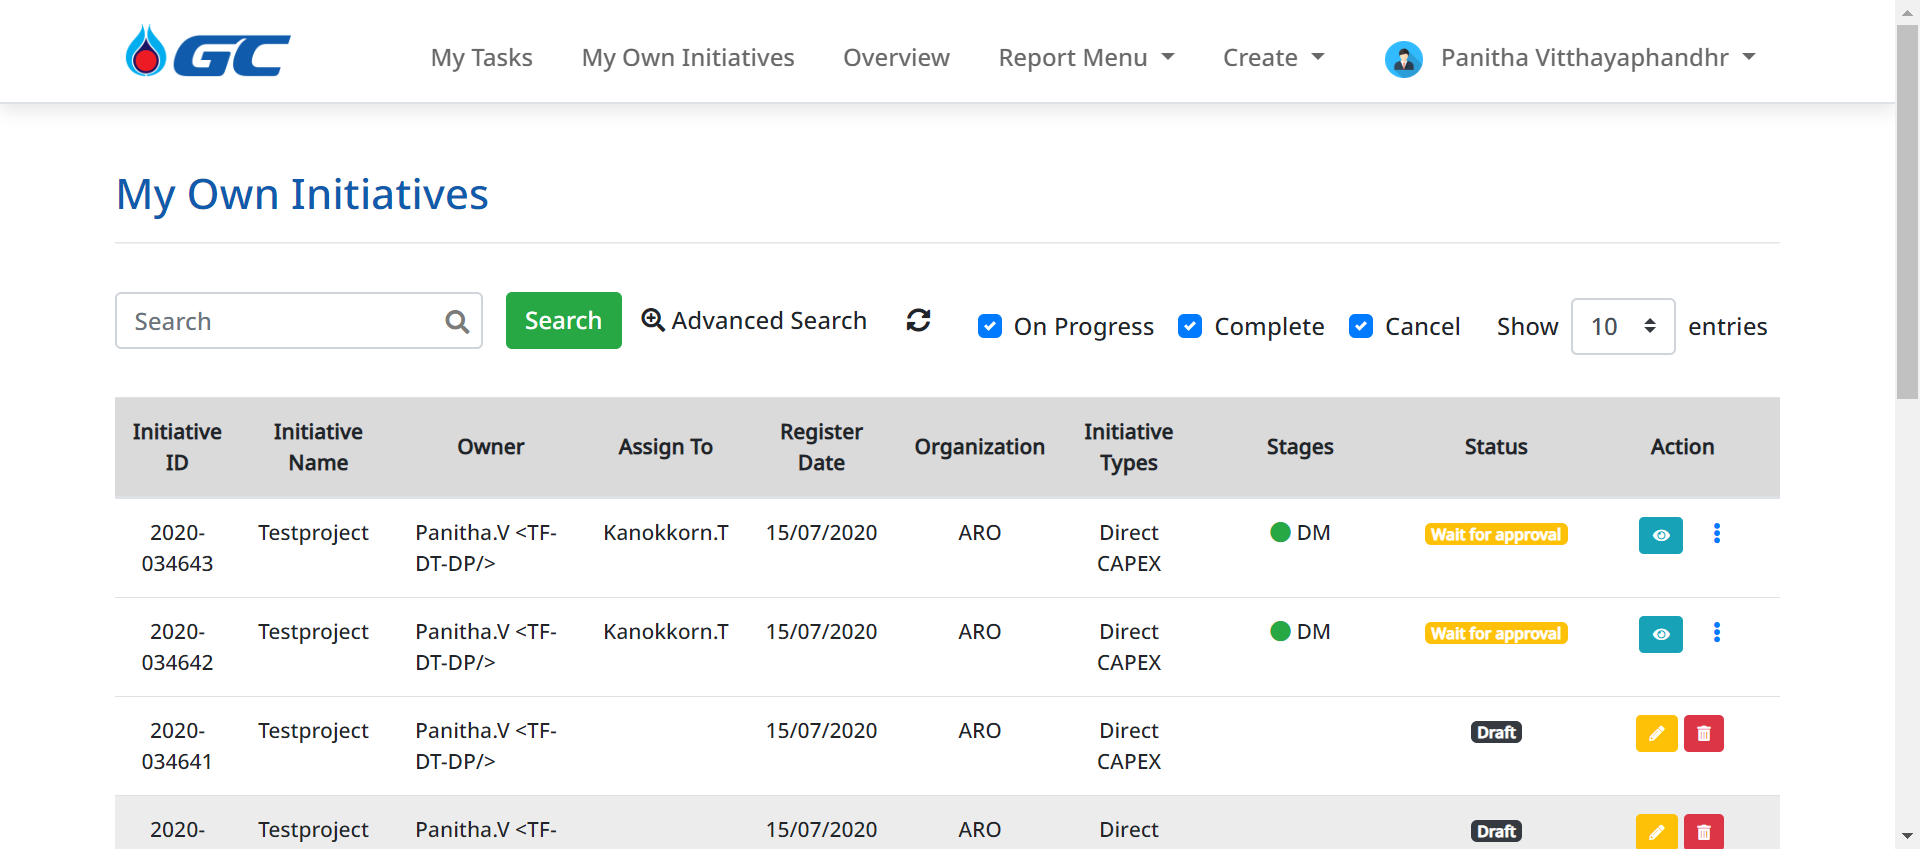 GC
My Tasks
My Own Initiatives
Overview
Report Menu
Create
Panitha Vitthayaphandhr
My Own Initiatives
Search
Search
Advanced Search
On Progress
Complete
Cancel
Show
10
entries
Initiative
ID
Initiative
Name
Owner
Assign To
Register
Date
Organization
Initiative
Types
Stages
Status
Action
2020-
034643
Testproject
Panitha.V <TF-
DT-DP/>
Kanokkorn.T
15/07/2020
ARO
Direct
CAPEX
DM
Wait for approval
2020-
034642
Testproject
Panitha.V <TF-
DT-DP/>
Kanokkorn.T
15/07/2020
ARO
Direct
CAPEX
DM
Wait for approval
2020-
034641
Testproject
Panitha.V <TF-
DT-DP/>
15/07/2020
ARO
Direct
CAPEX
Draft
2020-
Testproject
Panitha.V <TF-
15/07/2020
ARO
Direct
Draft